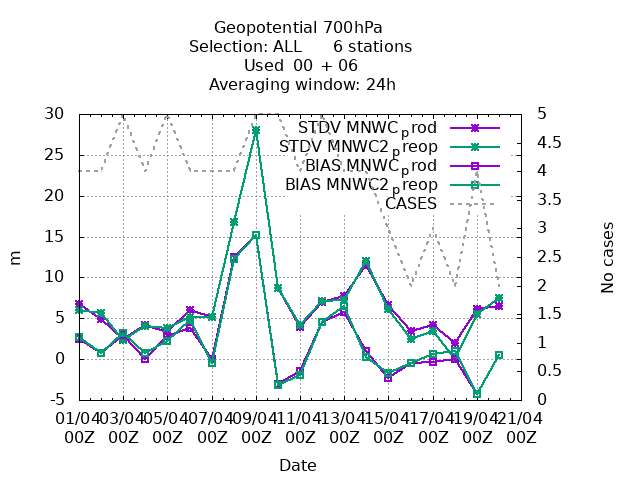 Geopotential 700hPa
Selection: ALL 6 stations
Used 00 + 06
Averaging window: 24h
30
25
20
15
10
5
0
-5
m
STDV MNWC_prod
STDV MNWC2_preop
BIAS MNWC_prod
BIAS MNWC2_preop
CASES
5
4.5
4
3.5
3
2.5
2
1.5
1
0.5
0
No cases
01/04 03/04 05/04 07/04 09/04 11/04 13/04 15/04 17/04 19/04 21/04
00Z 00Z 00Z 00Z 00Z 00Z 00Z 00Z 00Z 00Z 00Z
Date